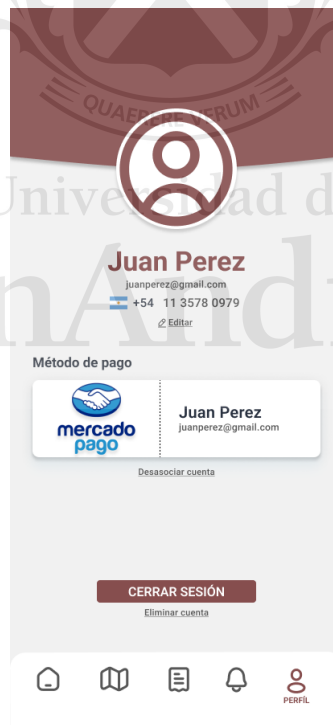 QUAERERE VERUM
Universidad d
nAnd
Juan Perez
juanperez@gmail.com
+54 11 3578 0979
Editar
Método de pago
mercado
pago
Juan Perez
juanperez@gmail.com
Desasociar cuenta
CERRAR SESIÓN
Eliminar cuenta
PERFÍL